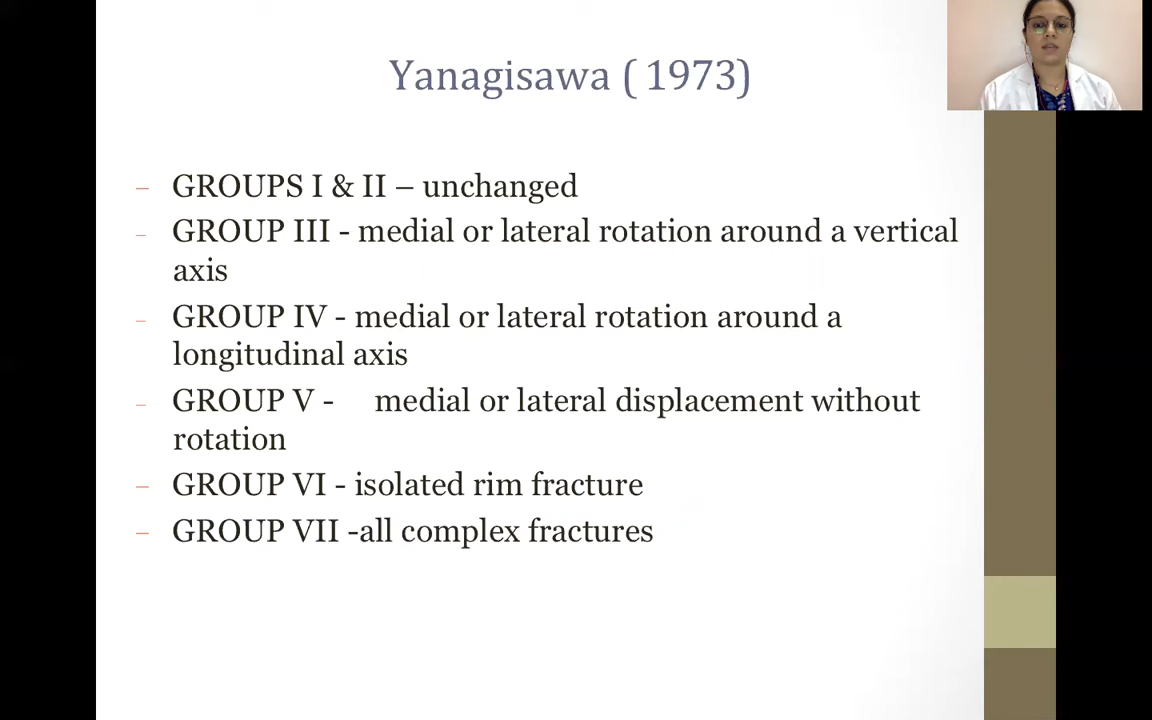 Yanagisawa ( 1973)
– GROUPS I & II – unchanged
– GROUP III - medial or lateral rotation around a vertical
axis
– GROUP IV - medial or lateral rotation around a
longitudinal axis
– GROUP V - medial or lateral displacement without
rotation
– GROUP VI - isolated rim fracture
– GROUP VII -all complex fractures